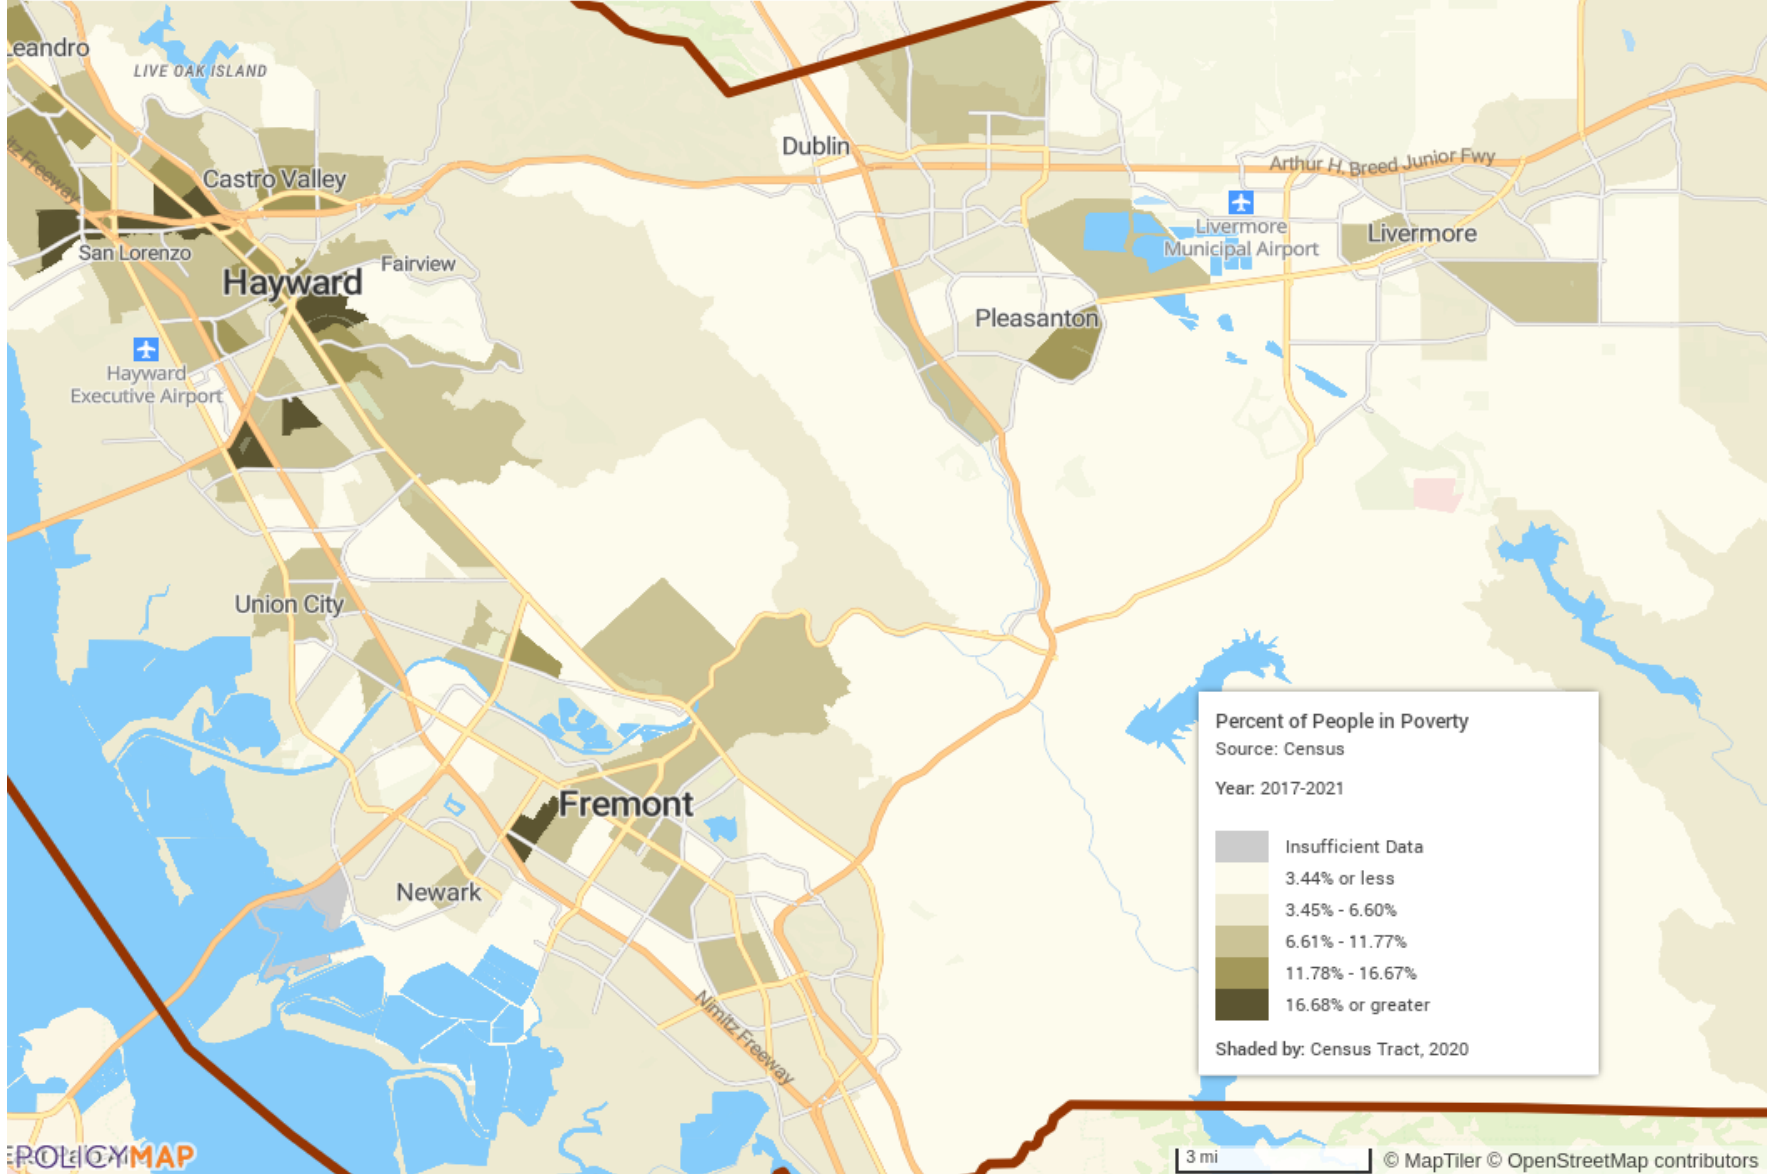 Leandro
LIVE OAK ISLAND
Nimitz Freeway
Castro Valley
Dublin
Arthur H. Breed Junior Fwy
San Lorenzo
Fairview
Hayward
Livermore
Municipal Airport
Livermore
Pleasanton
Hayward
Executive Airport
Union City
Fremont
Newark
Nimitz Freeway
Percent of People in Poverty
Source: Census
Year: 2017-2021
Insufficient Data
3.44% or less
3.45% - 6.60%
6.61% - 11.77%
11.78% - 16.67%
16.68% or greater
Shaded by: Census Tract, 2020
POLICYMAP
3 mi
© MapTiler © OpenStreetMap contributors